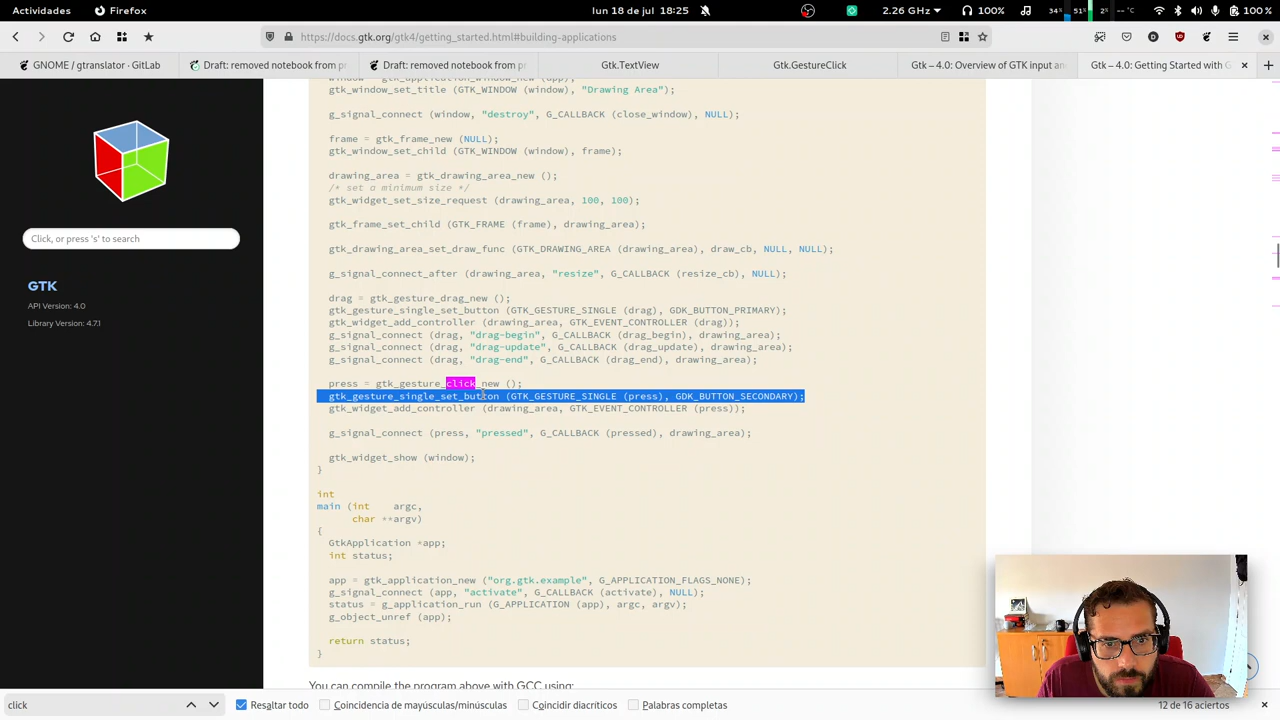 Actividades Firefox lun 18 de jul 18:25 2.26 GHz 100% 34% 51% 2% --°C 100 %
https://docs.gtk.org/gtk4/getting_started.html#building-applications
GNOME / gtranslator · GitLab Draft: removed notebook from Draft: removed notebook from Gtk.TextView Gtk.GestureClick Gtk – 4.0: Overview of GTK input Gtk – 4.0: Getting Started with
gtk_window_set_title (GTK_WINDOW (window), "Drawing Area");
g_signal_connect (window, "destroy", G_CALLBACK (close_window), NULL);
frame = gtk_frame_new (NULL);
gtk_window_set_child (GTK_WINDOW (window), frame);
drawing_area = gtk_drawing_area_new ();
/* set a minimum size */
gtk_widget_set_size_request (drawing_area, 100, 100);
gtk_frame_set_child (GTK_FRAME (frame), drawing_area);
gtk_drawing_area_set_draw_func (GTK_DRAWING_AREA (drawing_area), draw_cb, NULL, NULL);
g_signal_connect_after (drawing_area, "resize", G_CALLBACK (resize_cb), NULL);
drag = gtk_gesture_drag_new ();
gtk_gesture_single_set_button (GTK_GESTURE_SINGLE (drag), GDK_BUTTON_PRIMARY);
gtk_widget_add_controller (drawing_area, GTK_EVENT_CONTROLLER (drag));
g_signal_connect (drag, "drag-begin", G_CALLBACK (drag_begin), drawing_area);
g_signal_connect (drag, "drag-update", G_CALLBACK (drag_update), drawing_area);
g_signal_connect (drag, "drag-end", G_CALLBACK (drag_end), drawing_area);
press = gtk_gesture_click_new ();
gtk_gesture_single_set_button (GTK_GESTURE_SINGLE (press), GDK_BUTTON_SECONDARY);
gtk_widget_add_controller (drawing_area, GTK_EVENT_CONTROLLER (press));
g_signal_connect (press, "pressed", G_CALLBACK (pressed), drawing_area);
gtk_widget_show (window);
}
int
main (int argc,
char **argv)
{
GtkApplication *app;
int status;
app = gtk_application_new ("org.gtk.example", G_APPLICATION_FLAGS_NONE);
g_signal_connect (app, "activate", G_CALLBACK (activate), NULL);
status = g_application_run (G_APPLICATION (app), argc, argv);
g_object_unref (app);
return status;
}
You can compile the program above with GCC using:
Click, or press 's' to search
GTK
API Version: 4.0
Library Version: 4.7.1
click Resaltar todo Coincidencia de mayúsculas/minúsculas Coincidir diacríticos Palabras completas 12 de 16 aciertos